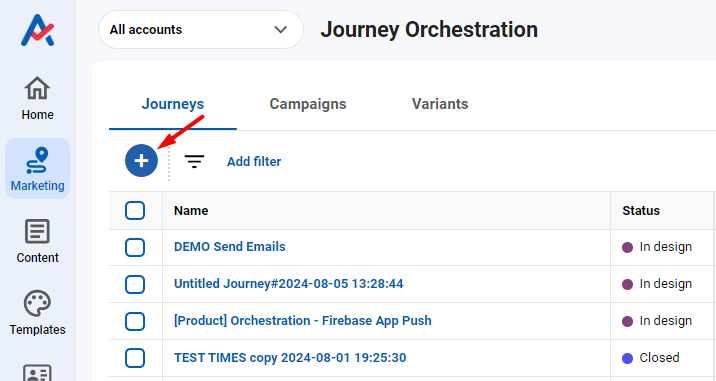 All accounts
Journey Orchestration
Home
Marketing
Content
Templates
Journeys Campaigns Variants
Add filter
Name Status
DEMO Send Emails In design
Untitled Journey#2024-08-05 13:28:44 In design
[Product] Orchestration - Firebase App Push In design
TEST TIMES copy 2024-08-01 19:25:30 Closed